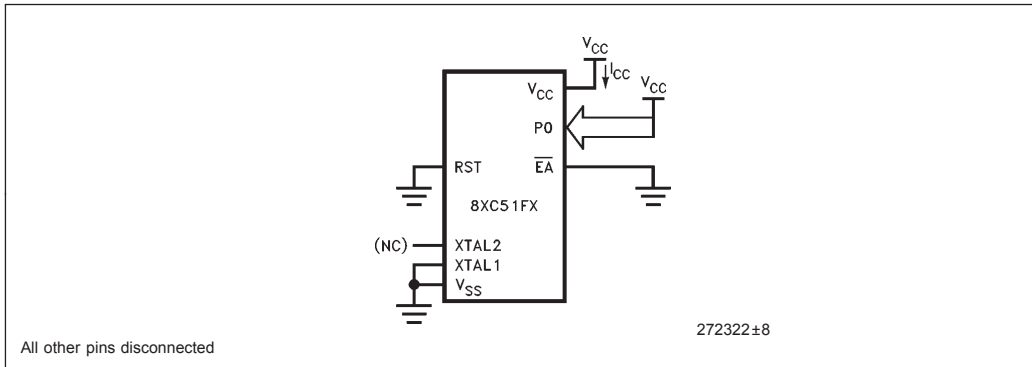 VCC
ICC
VCC
VCC
P0
RST
EA
8XC51FX
(NC)
XTAL2
XTAL1
VSS
272322±8
All other pins disconnected